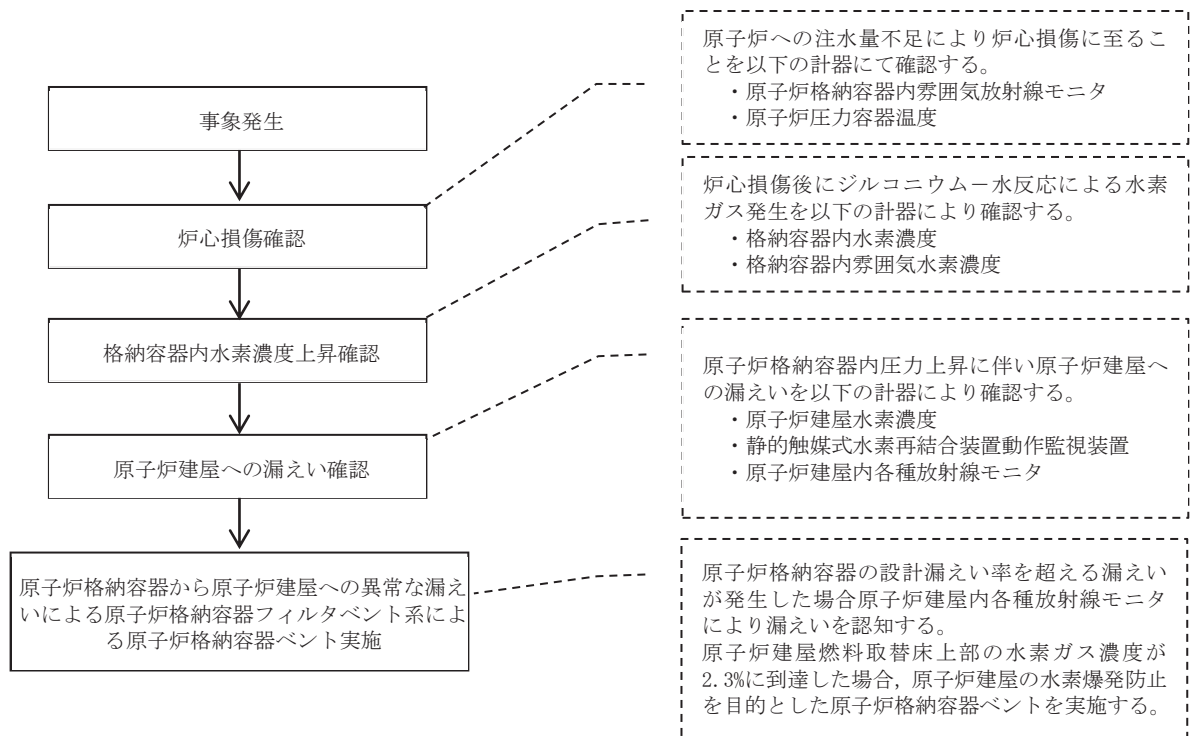 事象発生
炉心損傷確認
格納容器内水素濃度上昇確認
原子炉建屋への漏えい確認
原子炉格納容器から原子炉建屋への異常な漏え
いによる原子炉格納容器フィルタベント系によ
る原子炉格納容器ベント実施
原子炉への注水量不足により炉心損傷に至るこ
とを以下の計器にて確認する。
・原子炉格納容器内雰囲気放射線モニタ
・原子炉圧力容器温度
炉心損傷後にジルコニウム－水反応による水素
ガス発生を以下の計器により確認する。
・格納容器内水素濃度
・格納容器内雰囲気水素濃度
原子炉格納容器内圧力上昇に伴い原子炉建屋へ
の漏えいを以下の計器により確認する。
・原子炉建屋水素濃度
・静的触媒式水素再結合装置動作監視装置
・原子炉建屋内各種放射線モニタ
原子炉格納容器の設計漏えい率を超える漏えい
が発生した場合原子炉建屋内各種放射線モニタ
により漏えいを認知する。
原子炉建屋燃料取替床上部の水素ガス濃度が
2.3%に到達した場合，原子炉建屋の水素爆発防止
を目的とした原子炉格納容器ベントを実施する。